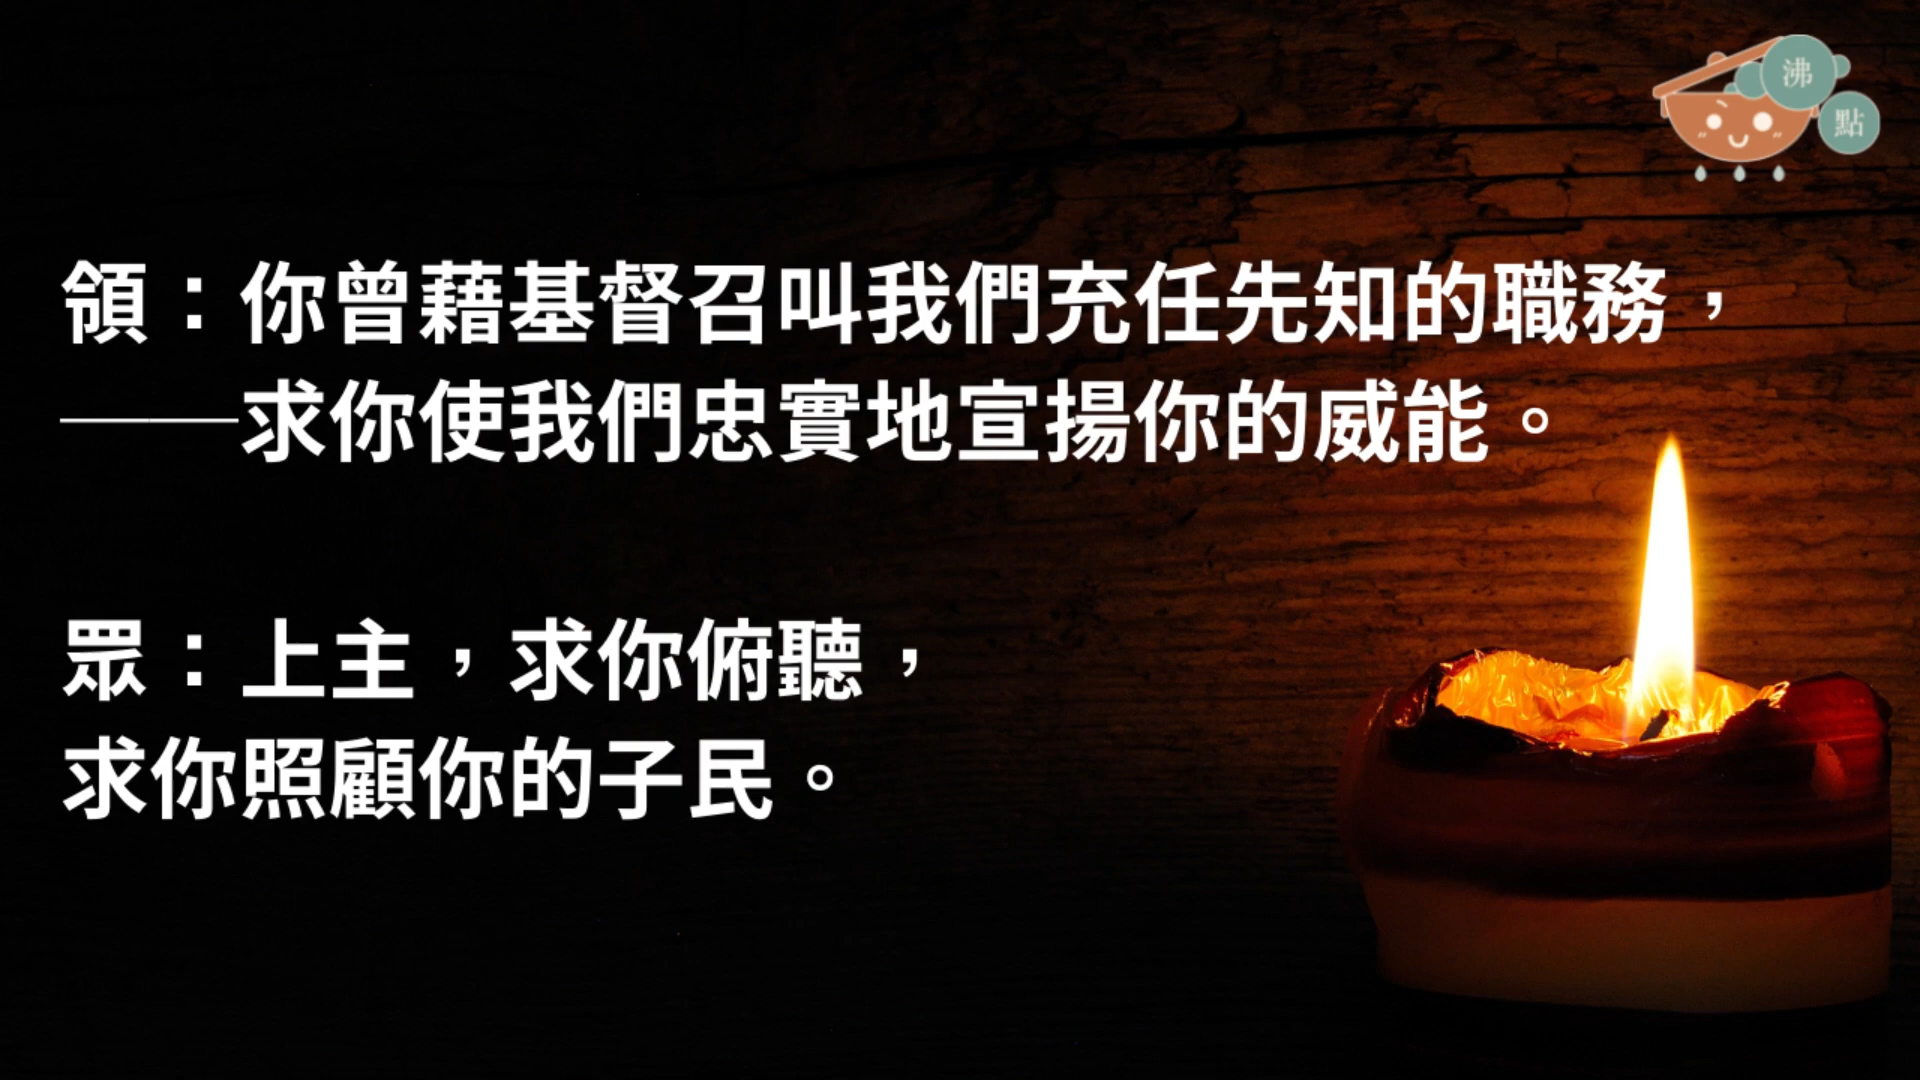 沸
點
領：你曾藉基督召叫我們充任先知的職務，
——求你使我們忠實地宣揚你的威能。
眾：上主，求你俯聽，
求你照顧你的子民。